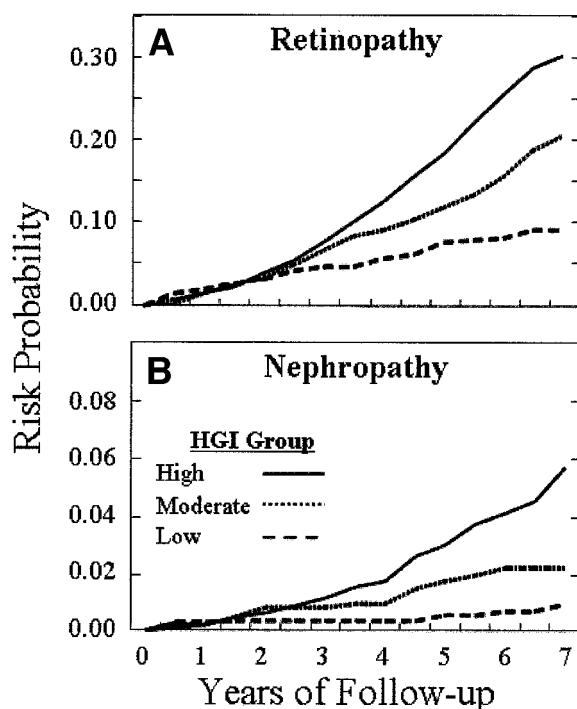 A Retinopathy
0.30
0.20
0.10
0.00
Risk Probability
B Nephropathy
0.08
0.06
0.04
0.02
0.00
HGI Group
High
Moderate
Low
0 1 2 3 4 5 6 7
Years of Follow-up